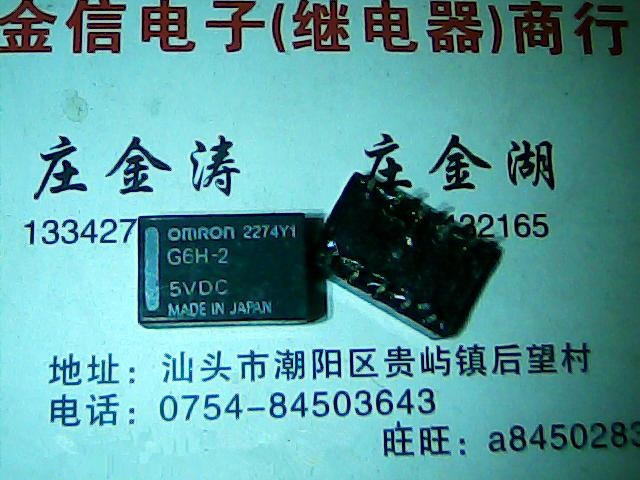 金信电子(继电器)商行
庄金涛 庄金湖
133427 32165
OMRON 2274Y1
G6H-2
5VDC
MADE IN JAPAN
地址：汕头市潮阳区贵屿镇后望村
电话：0754-84503643
旺旺：a8450283